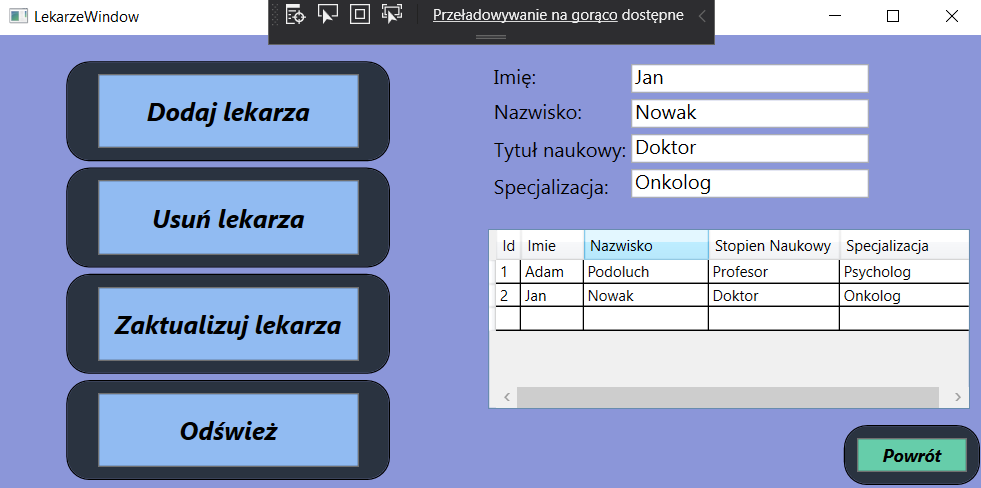 LekarzeWindow
Przeładowywanie na gorąco dostępne
Dodaj lekarza
Usuń lekarza
Zaktualizuj lekarza
Odśwież
Imię: Jan
Nazwisko: Nowak
Tytuł naukowy: Doktor
Specjalizacja: Onkolog
Id Imie Nazwisko Stopien Naukowy Specjalizacja
1 Adam Podoluch Profesor Psycholog
2 Jan Nowak Doktor Onkolog
Powrót